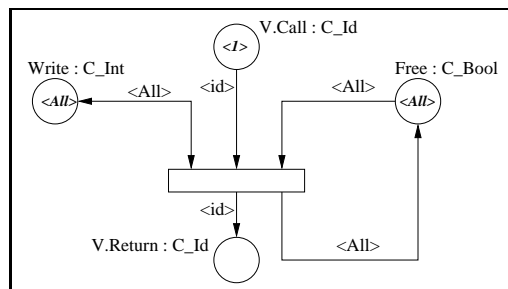 V.Call : C_Id
<I>
Write : C_Int
Free : C_Bool
<All>
<All>
<id>
<All>
<All>
<id>
<All>
V.Return : C_Id